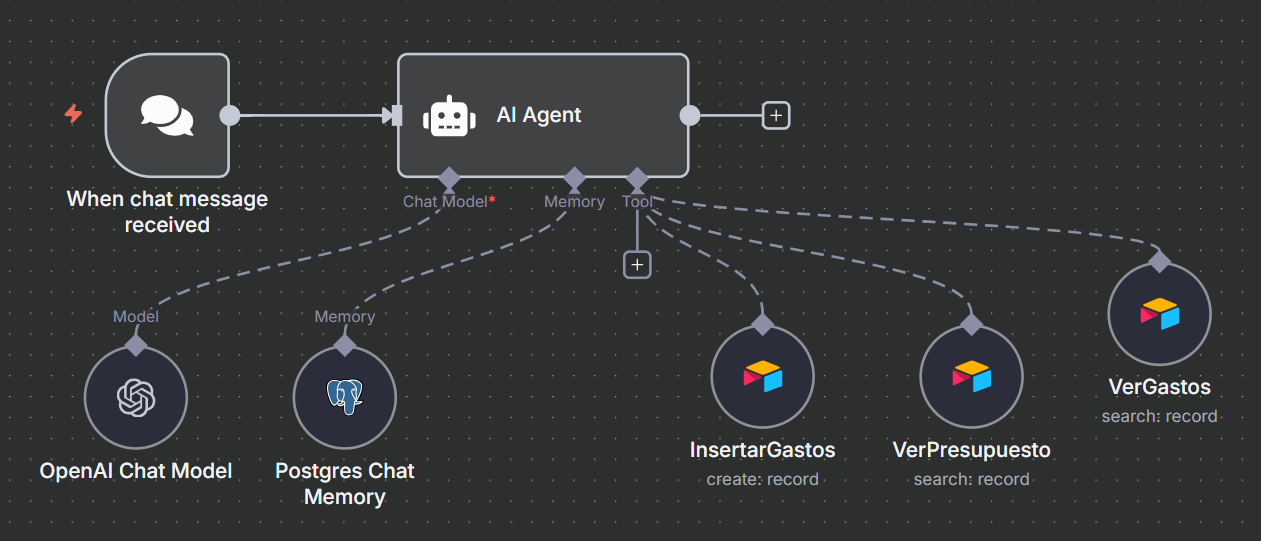 AI Agent
When chat message
received
Chat Model*
Memory
Tool
Model
Memory
OpenAI Chat Model
Postgres Chat
Memory
InsertarGastos
create: record
VerPresupuesto
search: record
VerGastos
search: record